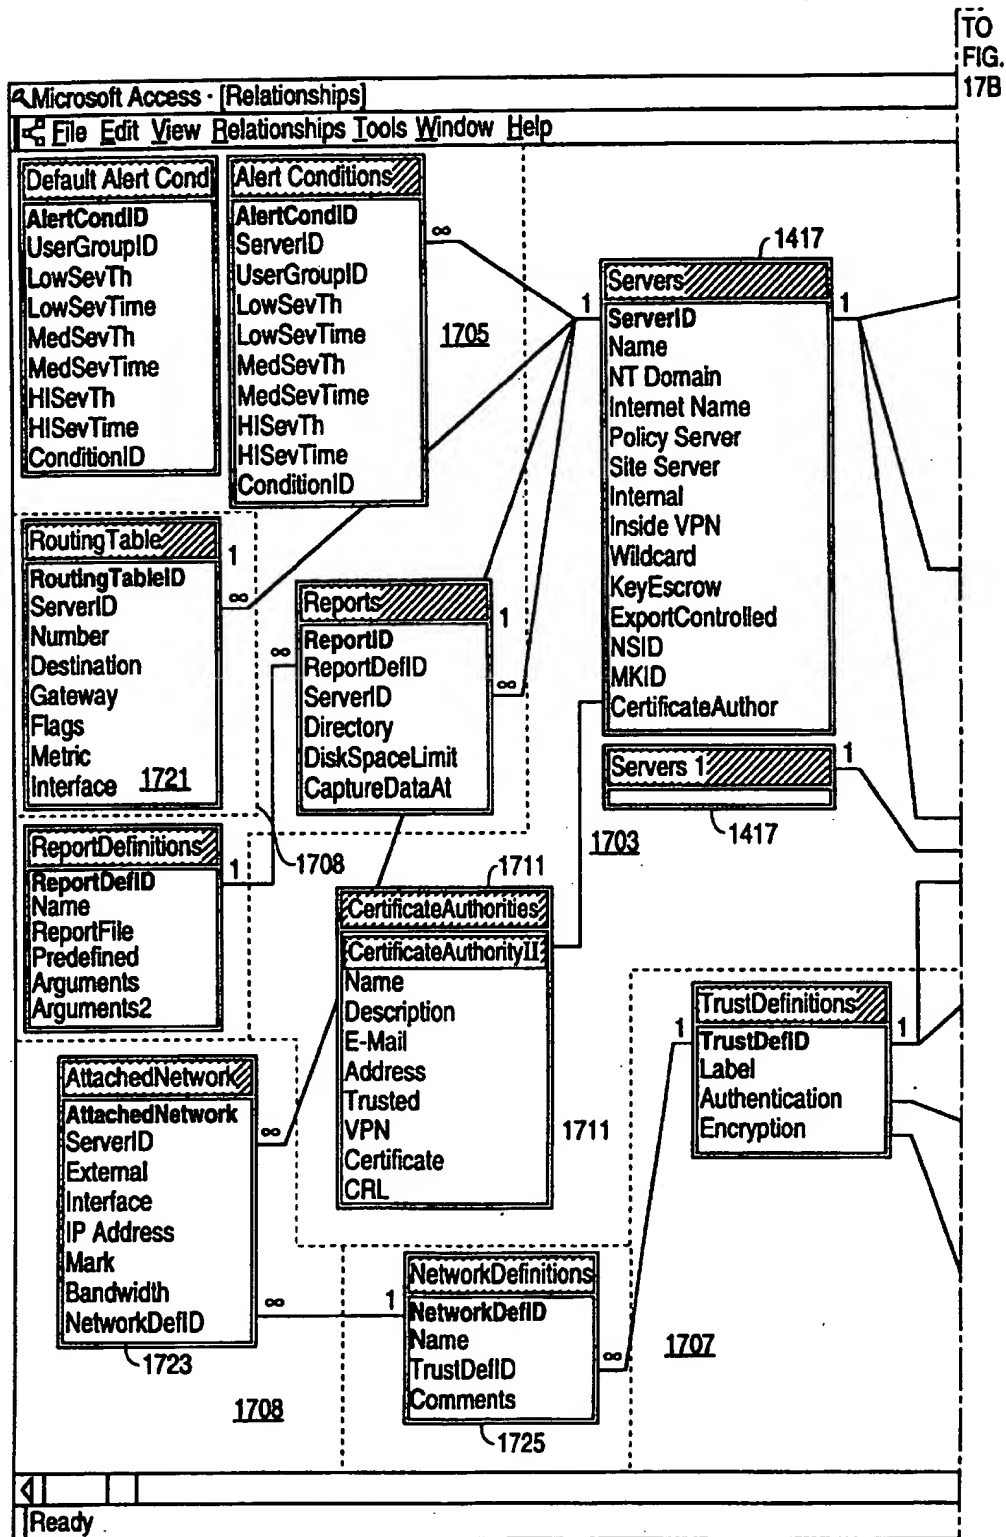 TO
FIG.
17B
Microsoft Access · [Relationships]
File Edit View Relationships Tools Window Help
Default Alert Cond
AlertCondID
UserGroupID
LowSevTh
LowSevTime
MedSevTh
MedSevTime
HISevTh
HISevTime
ConditionID
Alert Conditions
AlertCondID
ServerID
UserGroupID
LowSevTh
LowSevTime
MedSevTh
MedSevTime
HISevTh
HISevTime
ConditionID
∞
1705
1417
Servers
ServerID
Name
NT Domain
Internet Name
Policy Server
Site Server
Internal
Inside VPN
Wildcard
KeyEscrow
ExportControlled
NSID
MKID
CertificateAuthor
1
1
Servers 1
1
1417
1703
RoutingTable
RoutingTableID
ServerID
Number
Destination
Gateway
Flags
Metric
Interface
1721
1
∞
Reports
ReportID
ReportDefID
ServerID
Directory
DiskSpaceLimit
CaptureDataAt
∞
1
∞
1708
ReportDefinitions
ReportDefID
Name
ReportFile
Predefined
Arguments
Arguments2
1
1711
CertificateAuthorities
CertificateAuthorityII
Name
Description
E-Mail
Address
Trusted
VPN
Certificate
CRL
1711
TrustDefinitions
TrustDefID
Label
Authentication
Encryption
1
1
AttachedNetwork
AttachedNetwork
ServerID
External
Interface
IP Address
Mark
Bandwidth
NetworkDefID
∞
∞
1723
1
NetworkDefinitions
NetworkDefID
Name
TrustDefID
Comments
∞
1707
1708
1725
Ready